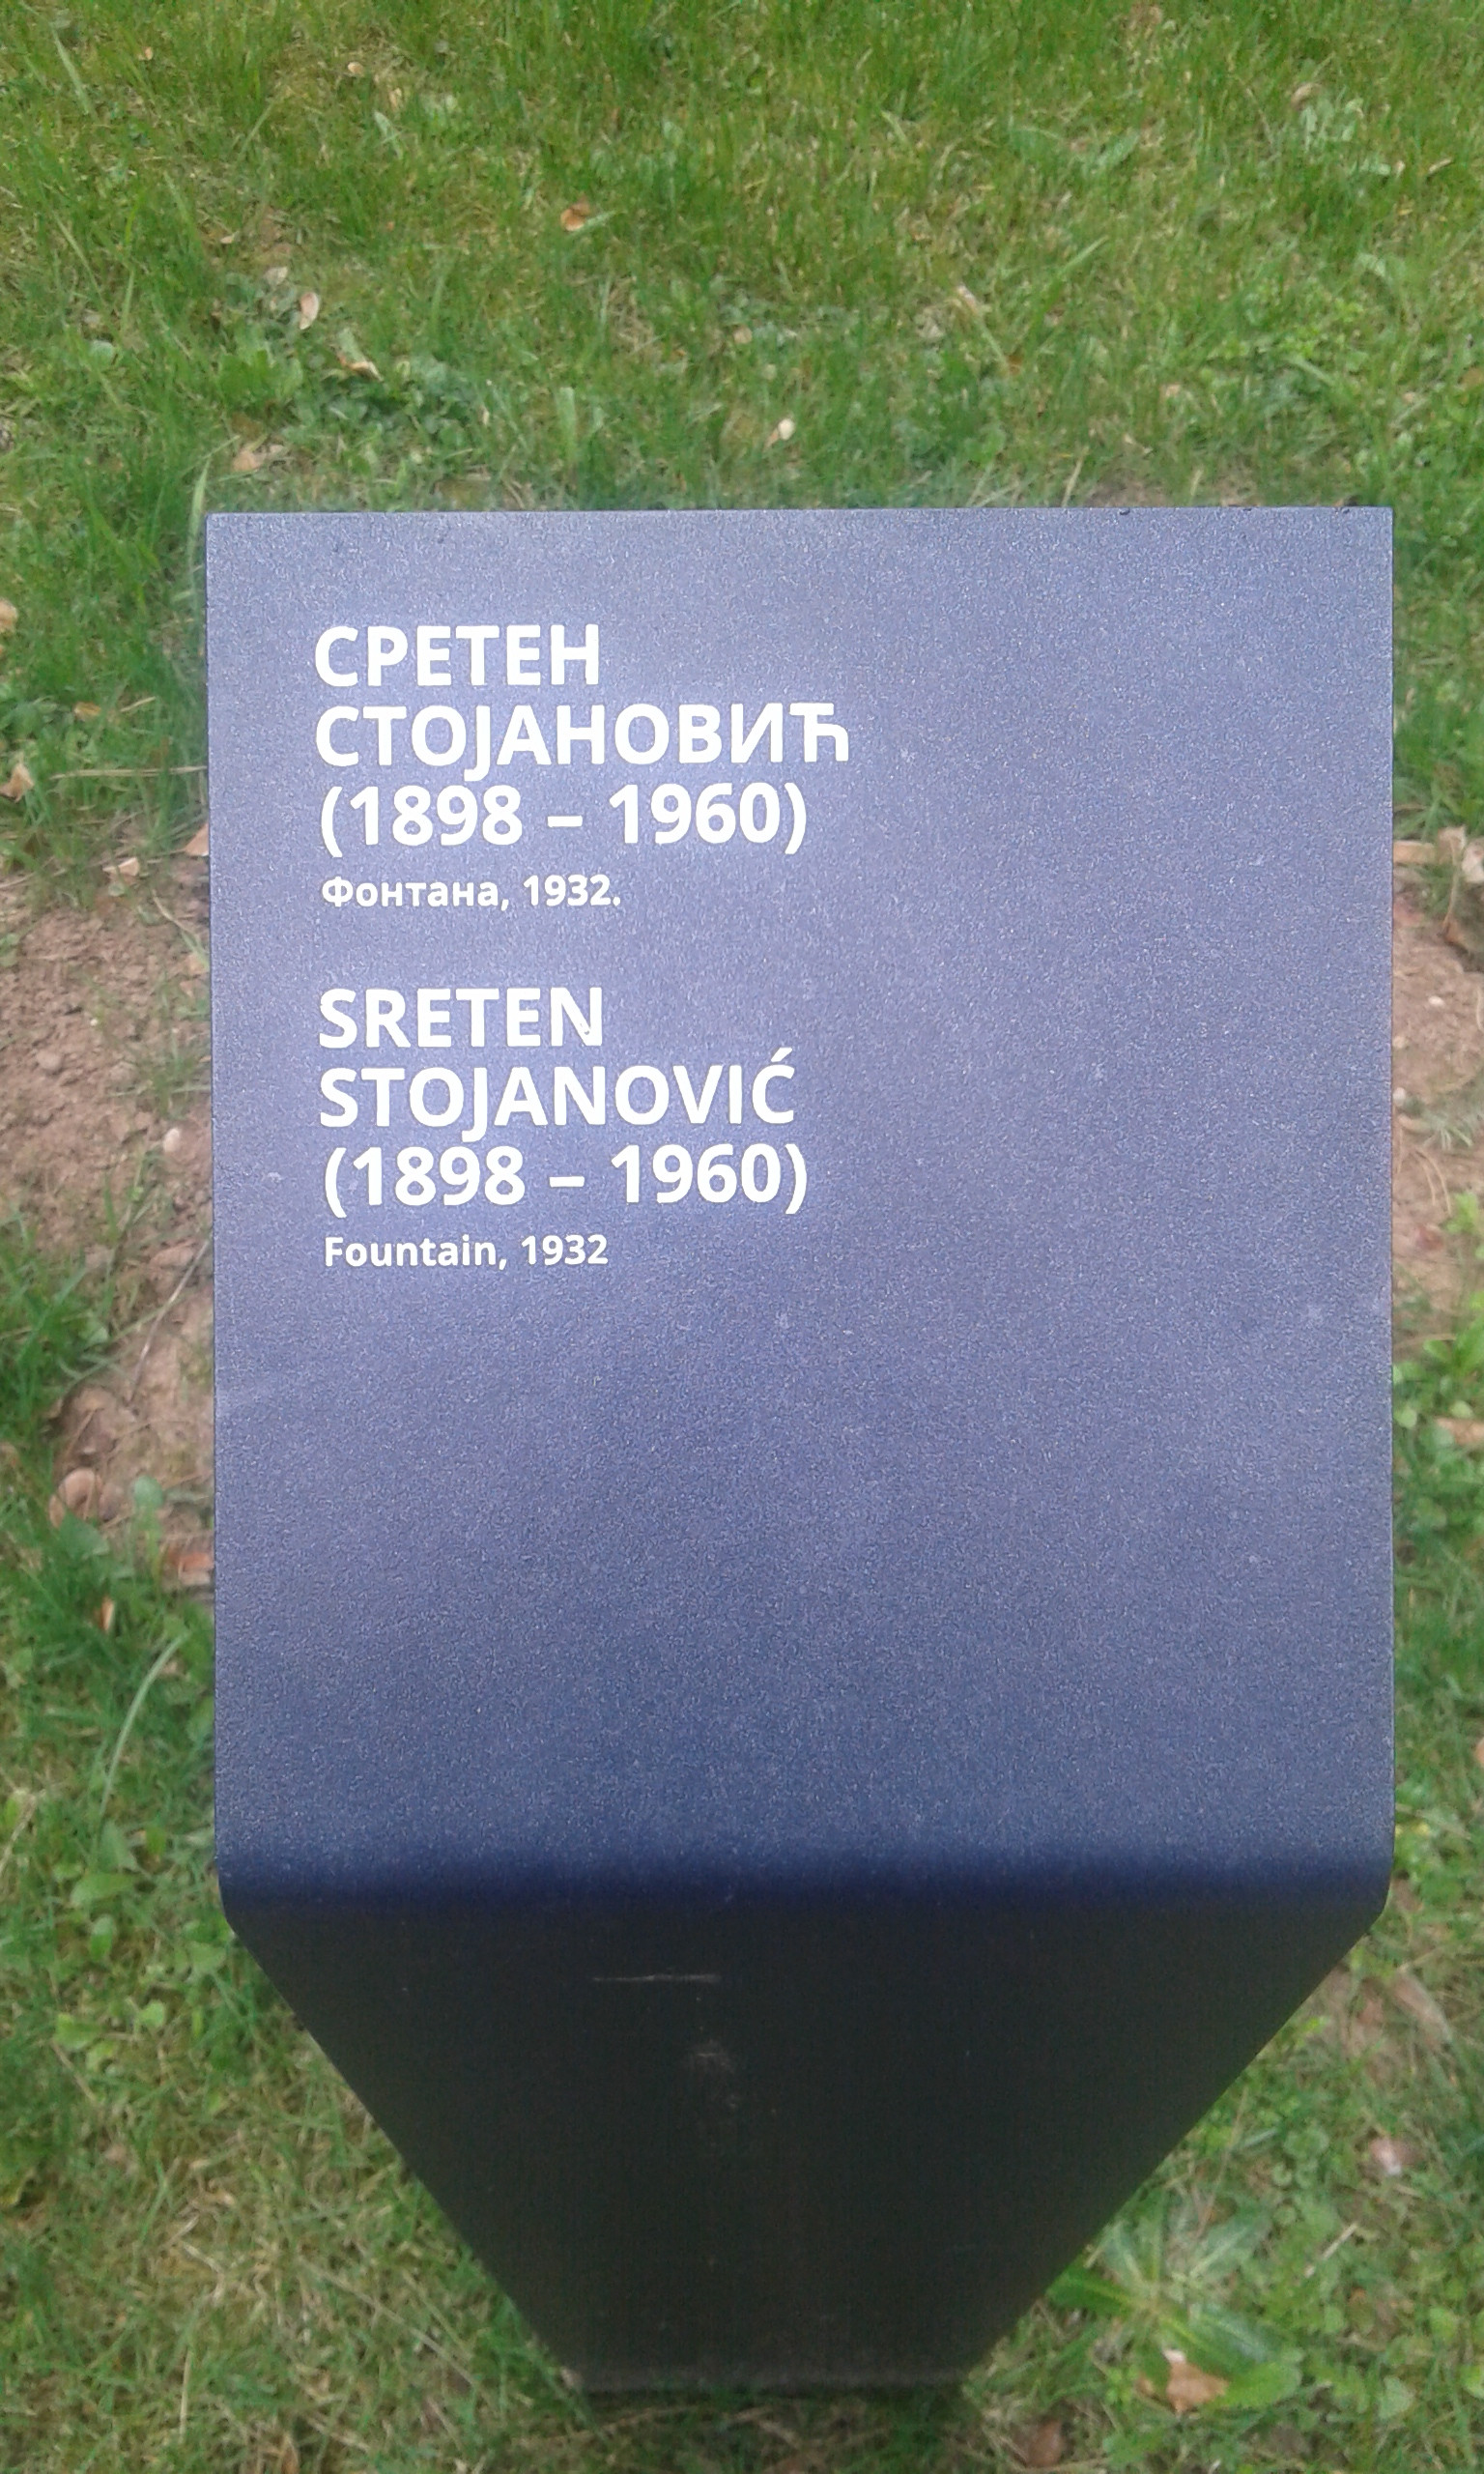 СРЕТЕН
СТОЈАНОВИЋ
(1898 – 1960)
Фонтана, 1932.
SRETEN
STOJANOVIĆ
(1898 – 1960)
Fountain, 1932